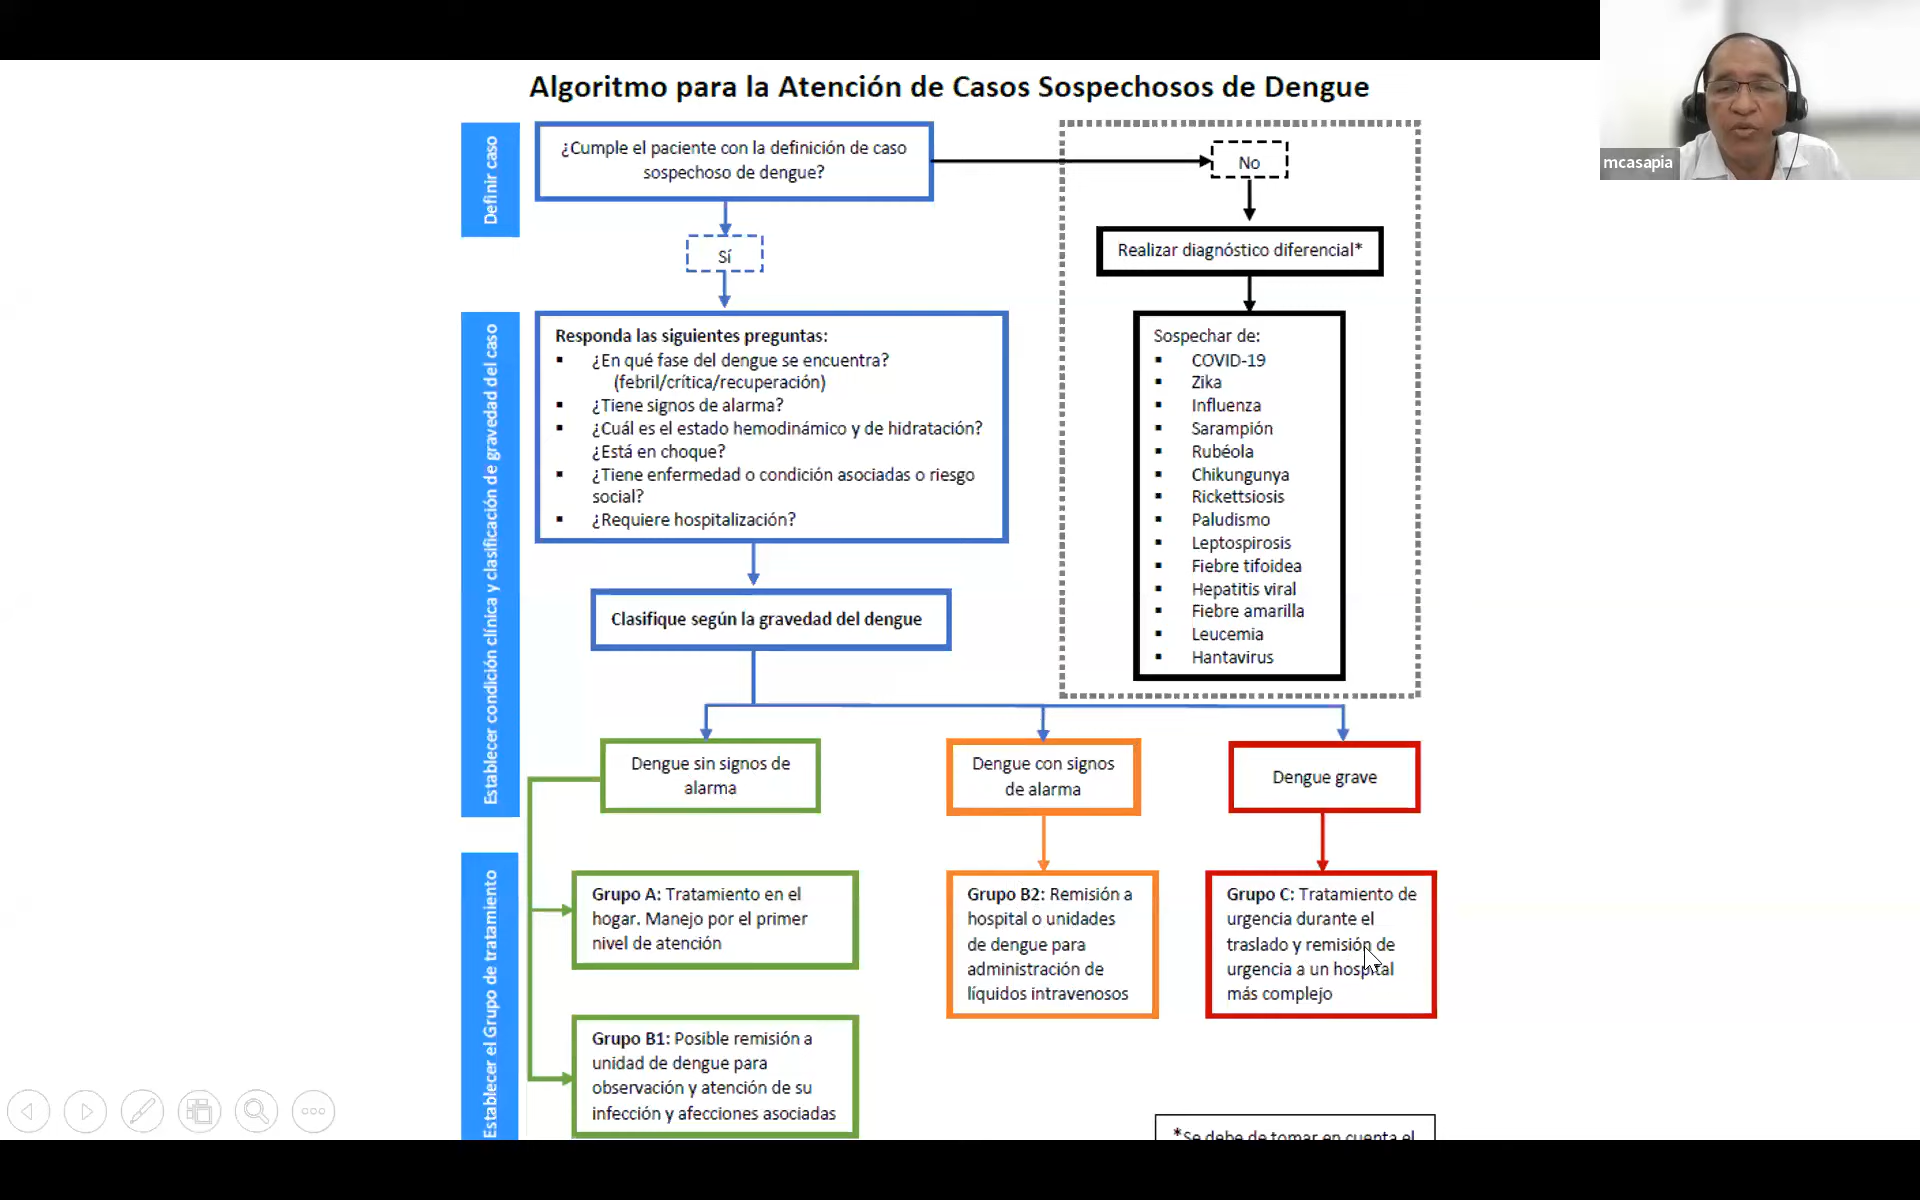 Algoritmo para la Atención de Casos Sospechosos de Dengue
mcasapia
Definir caso
¿Cumple el paciente con la definición de caso
sospechoso de dengue?
No
Sí
Realizar diagnóstico diferencial*
Establecer condición clínica y clasificación de gravedad del caso
Responda las siguientes preguntas:
▪ ¿En qué fase del dengue se encuentra?
(febril/crítica/recuperación)
▪ ¿Tiene signos de alarma?
▪ ¿Cuál es el estado hemodinámico y de hidratación?
¿Está en choque?
▪ ¿Tiene enfermedad o condición asociadas o riesgo
social?
▪ ¿Requiere hospitalización?
Sospechar de:
▪ COVID-19
▪ Zika
▪ Influenza
▪ Sarampión
▪ Rubéola
▪ Chikungunya
▪ Rickettsiosis
▪ Paludismo
▪ Leptospirosis
▪ Fiebre tifoidea
▪ Hepatitis viral
▪ Fiebre amarilla
▪ Leucemia
▪ Hantavirus
Clasifique según la gravedad del dengue
Dengue sin signos de
alarma
Dengue con signos
de alarma
Dengue grave
Establecer el Grupo de tratamiento
Grupo A: Tratamiento en el
hogar. Manejo por el primer
nivel de atención
Grupo B1: Posible remisión a
unidad de dengue para
observación y atención de su
infección y afecciones asociadas
Grupo B2: Remisión a
hospital o unidades
de dengue para
administración de
líquidos intravenosos
Grupo C: Tratamiento de
urgencia durante el
traslado y remisión de
urgencia a un hospital
más complejo
*Se debe de tomar en cuenta el